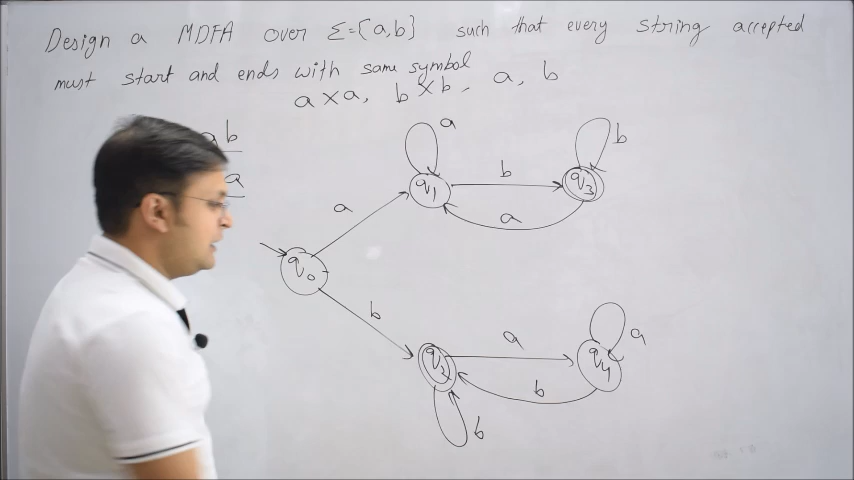 Design a MDFA over Σ={a,b} such that every string accepted
must start and ends with same symbol
a x a, b x b, a, b
ab
a
a
b
b
q1
q3
a
a
q0
b
a
a
q2
q4
b
b